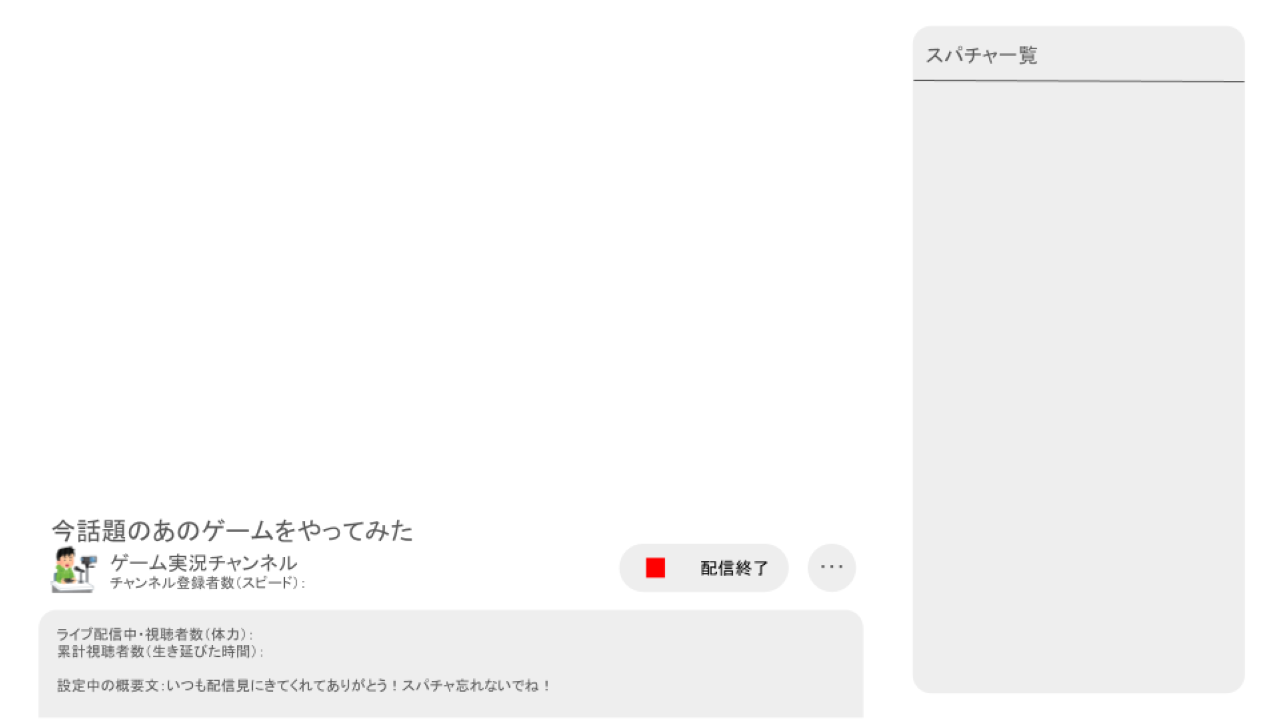 スパチャ一覧
今話題のあのゲームをやってみた
ゲーム実況チャンネル
チャンネル登録者数(スピード):
配信終了
...
ライブ配信中・視聴者数(体力):
累計視聴者数(生き延びた時間):
設定中の概要文:いつも配信見にきてくれてありがとう!スパチャ忘れないでね!